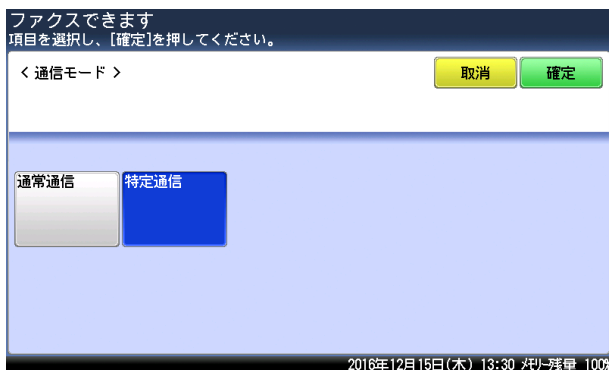 ファクスできます
項目を選択し、[確定]を押してください。
< 通信モード >
取消
確定
通常通信
特定通信
2016年12月15日(木) 13:30 ﾒﾓﾘｰ残量 100%